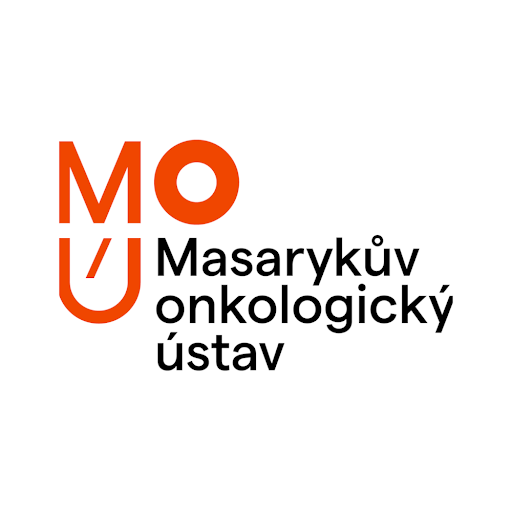 MO
Ú
Masarykův
onkologický
ústav